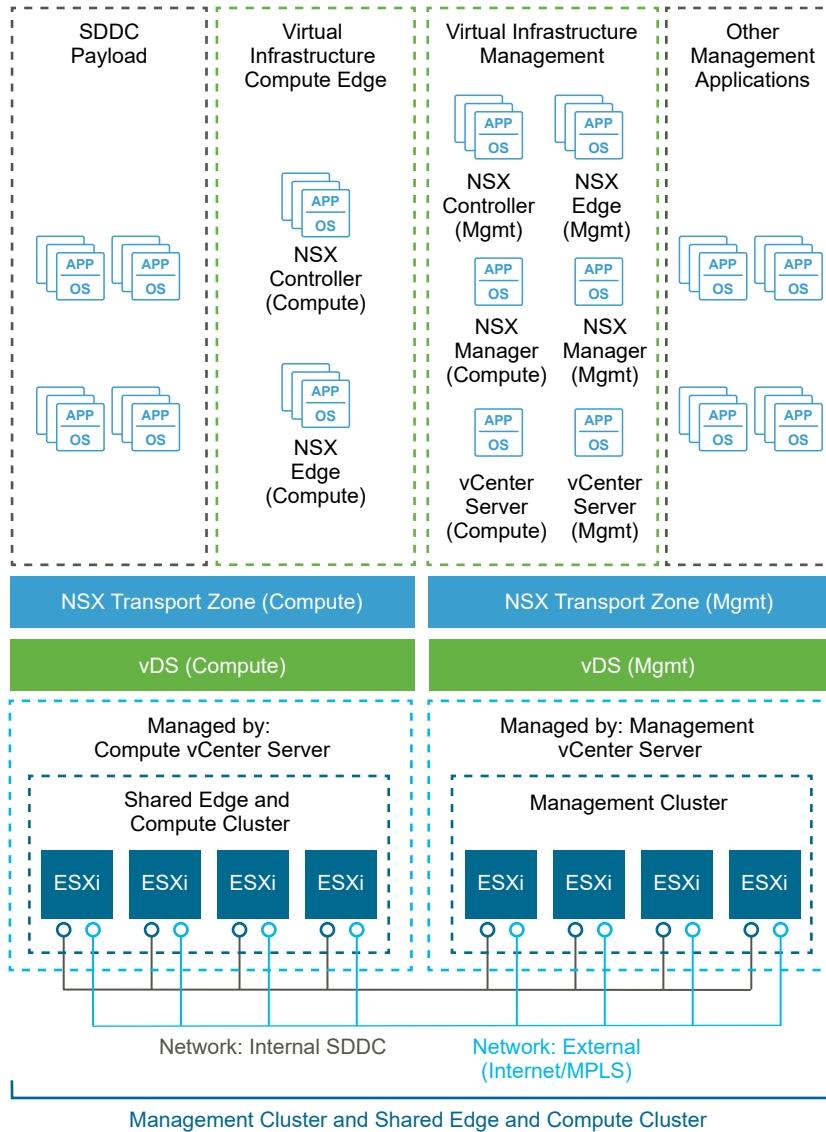 SDDC
Payload
Virtual
Infrastructure
Compute Edge
Virtual Infrastructure
Management
Other
Management
Applications
APP
OS
APP
OS
NSX
Controller
(Mgmt)
NSX
Edge
(Mgmt)
APP
OS
NSX
Controller
(Compute)
APP
OS
APP
OS
APP
OS
NSX
Manager
(Compute)
APP
OS
NSX
Manager
(Mgmt)
APP
OS
APP
OS
APP
OS
APP
OS
APP
OS
NSX
Edge
(Compute)
APP
OS
vCenter
Server
(Compute)
APP
OS
vCenter
Server
(Mgmt)
APP
OS
APP
OS
NSX Transport Zone (Compute)
NSX Transport Zone (Mgmt)
vDS (Compute)
vDS (Mgmt)
Managed by:
Compute vCenter Server
Managed by: Management
vCenter Server
Shared Edge and
Compute Cluster
Management Cluster
ESXi
ESXi
ESXi
ESXi
ESXi
ESXi
ESXi
ESXi
Network: Internal SDDC
Network: External
(Internet/MPLS)
Management Cluster and Shared Edge and Compute Cluster